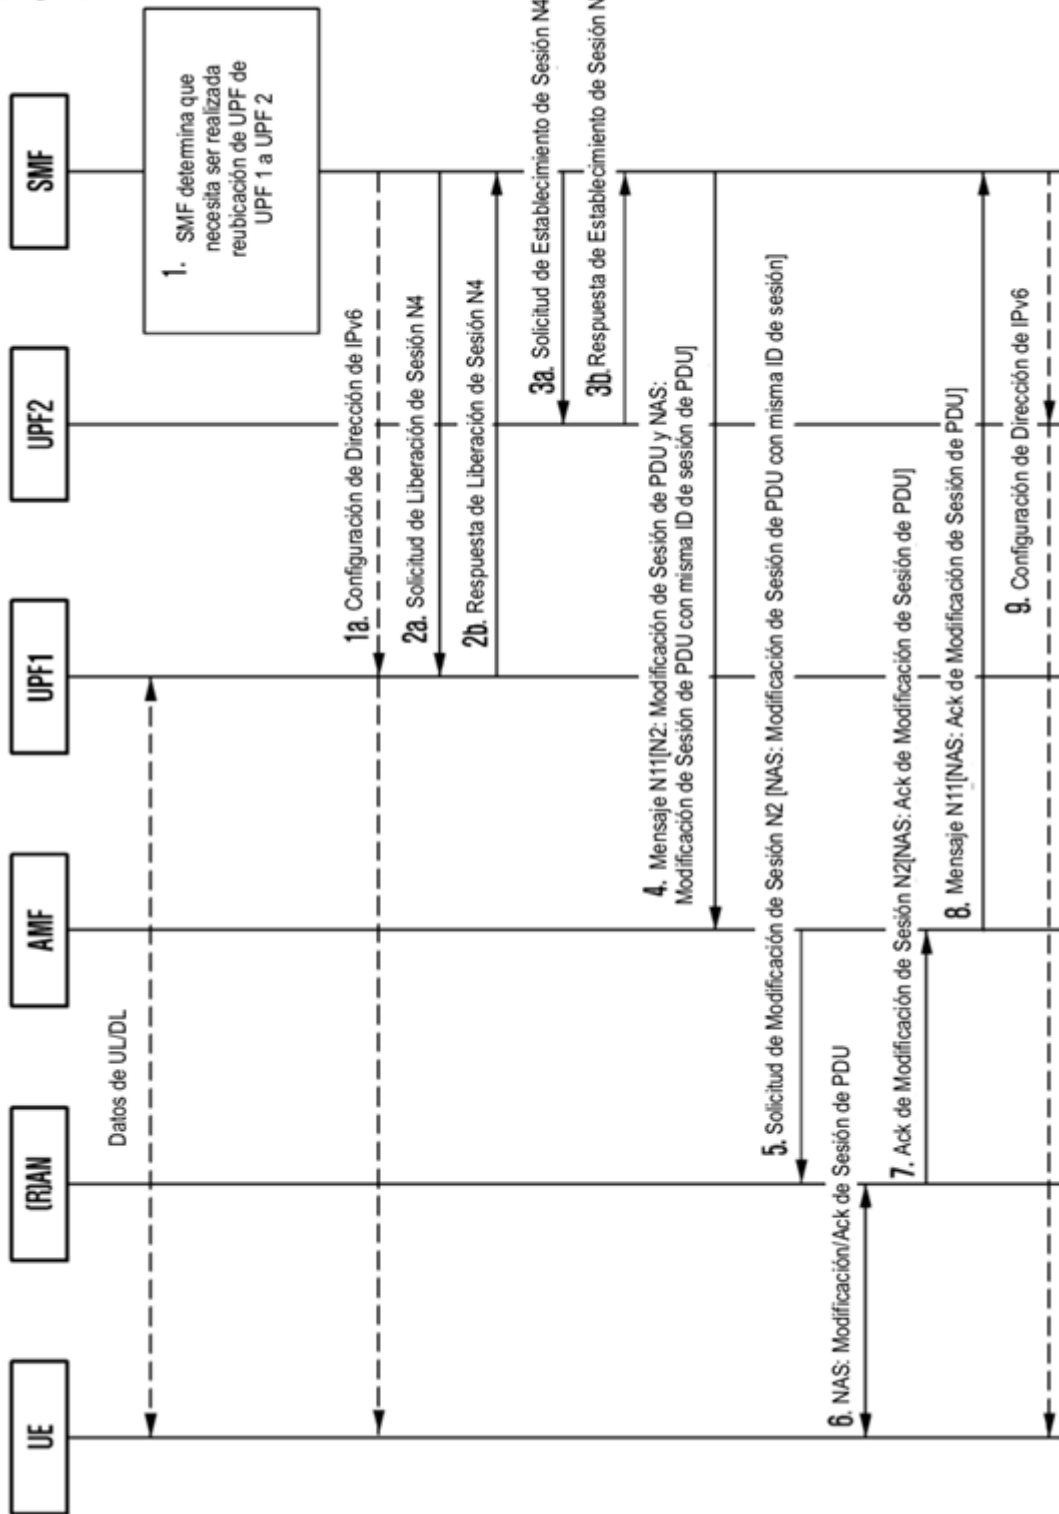 UE
(R)AN
AMF
UPF1
UPF2
SMF
Datos de UL/DL
1. SMF determina que
necesita ser realizada
reubicación de UPF de
UPF 1 a UPF 2
1a. Configuración de Dirección de IPv6
2a. Solicitud de Liberación de Sesión N4
2b. Respuesta de Liberación de Sesión N4
3a. Solicitud de Establecimiento de Sesión N4
3b. Respuesta de Establecimiento de Sesión
4. Mensaje N11[N2: Modificación de Sesión de PDU y NAS:
Modificación de Sesión de PDU con misma ID de sesión de PDU]
5. Solicitud de Modificación de Sesión N2 [NAS: Modificación de Sesión de PDU con misma ID de sesión]
6. NAS: Modificación/Ack de Sesión de PDU
7. Ack de Modificación de Sesión N2[NAS: Ack de Modificación de Sesión de PDU]
8. Mensaje N11[NAS: Ack de Modificación de Sesión de PDU]
9. Configuración de Dirección de IPv6